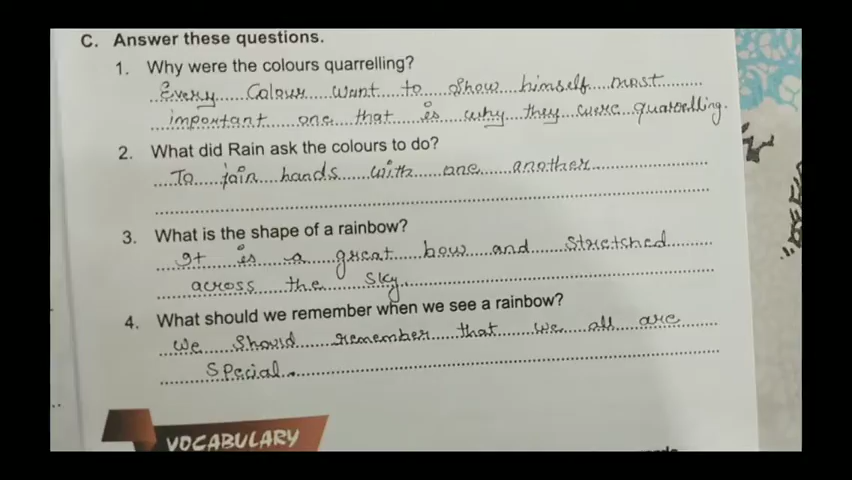 C. Answer these questions.
1. Why were the colours quarrelling?
Every Colour want to show himself most
important one that is why they were quarrelling.
2. What did Rain ask the colours to do?
To join hands with one another
3. What is the shape of a rainbow?
It is a great bow and stretched
across the sky.
4. What should we remember when we see a rainbow?
We should remember that we all are
special.
VOCABULARY